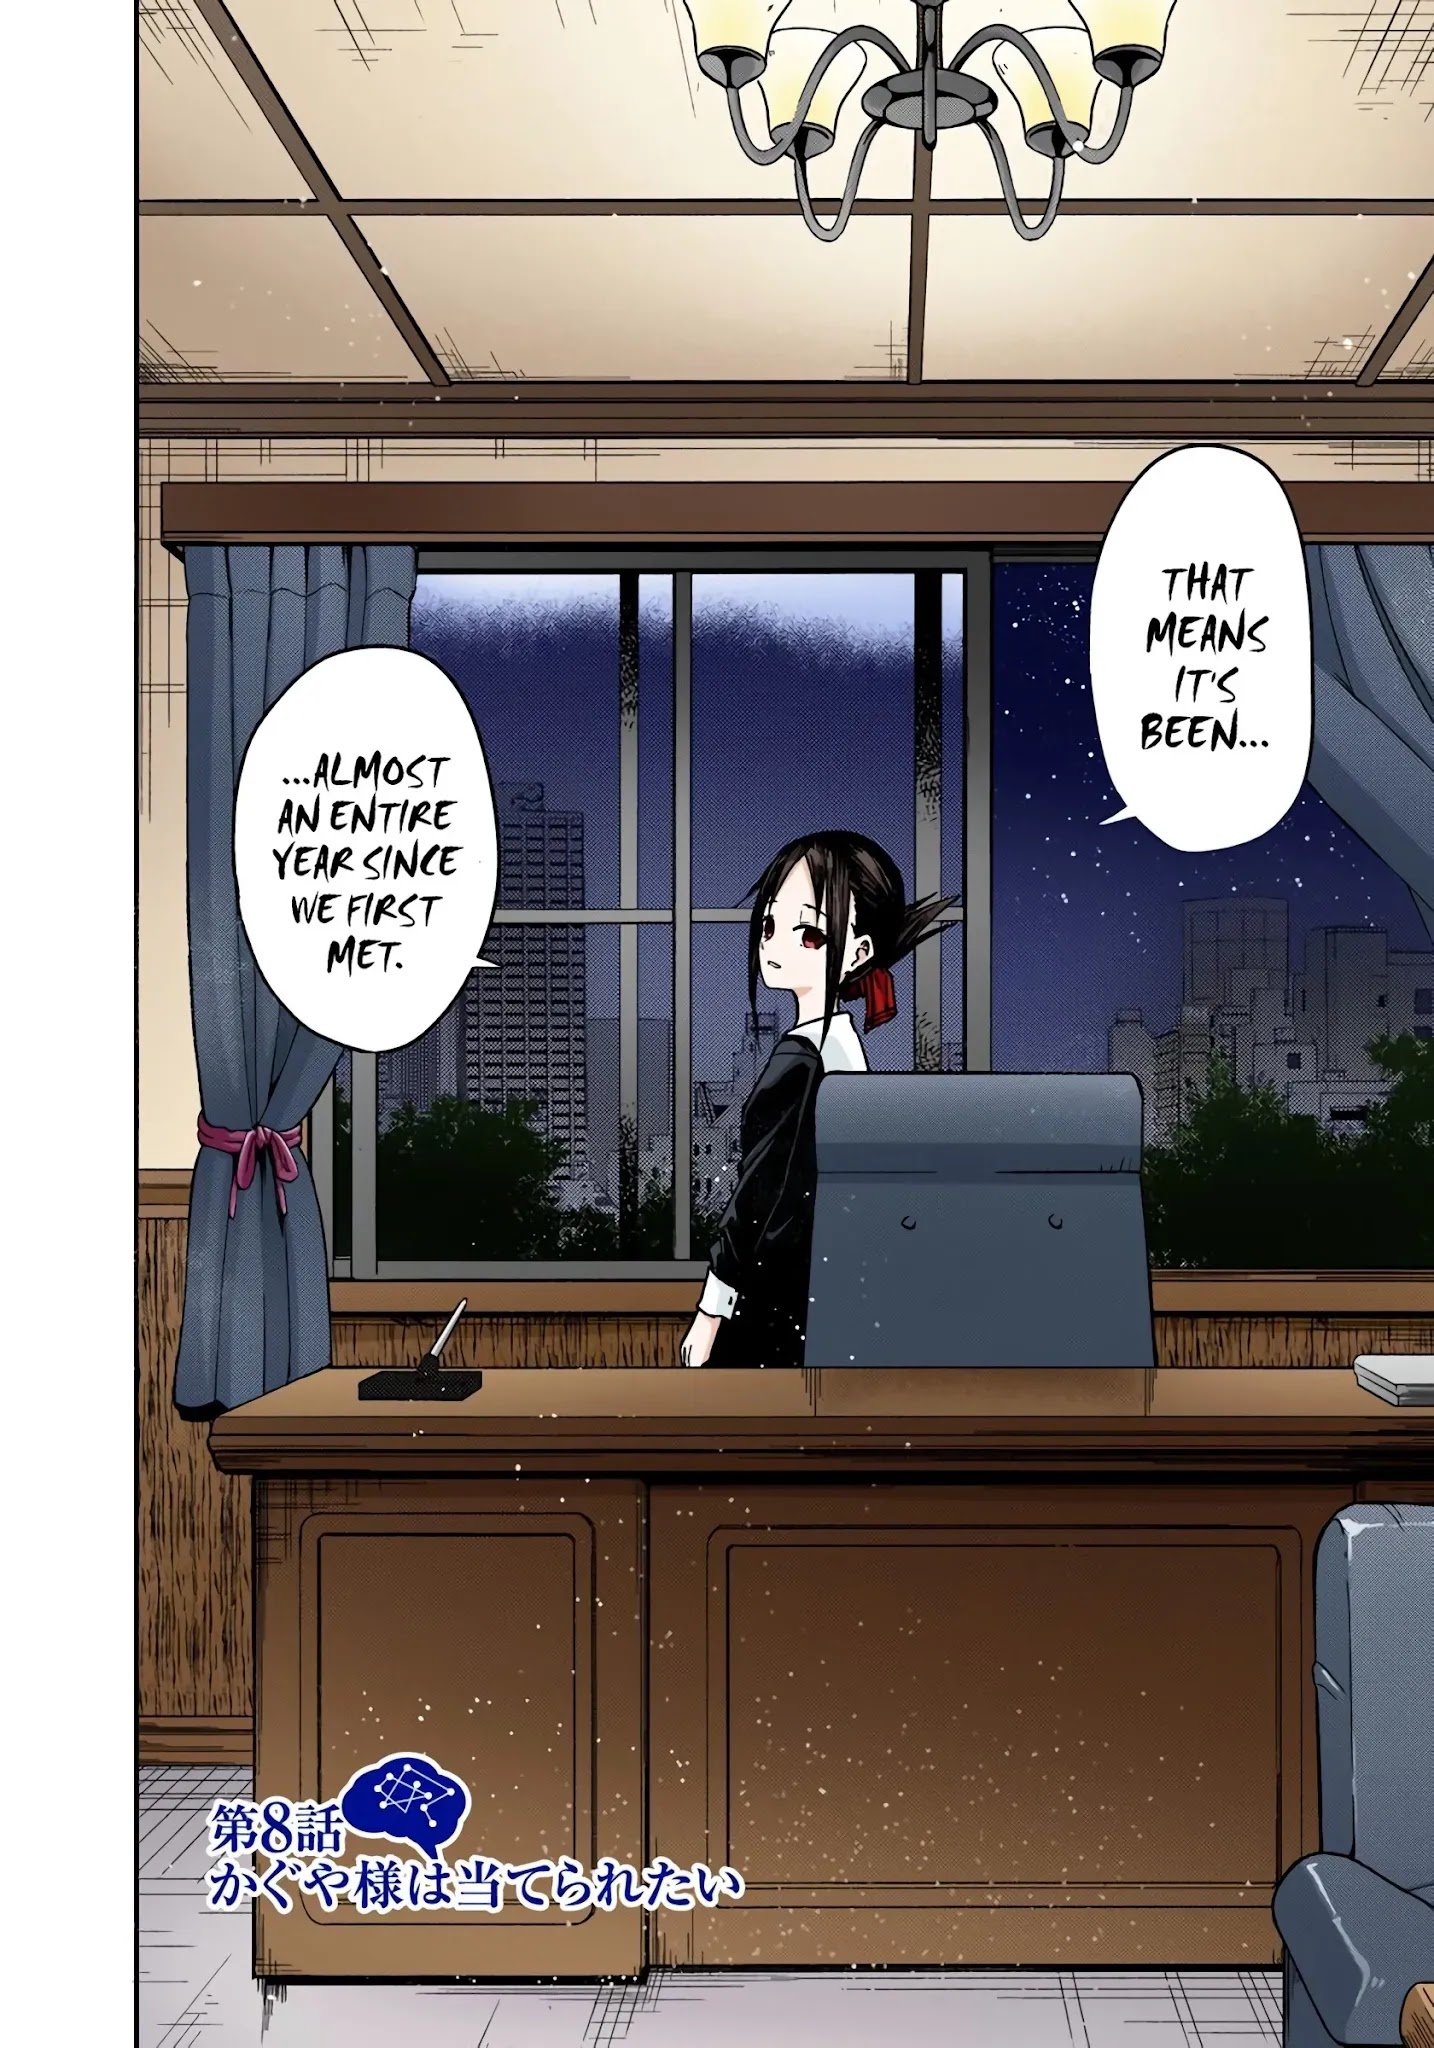 THAT
MEANS
IT'S
BEEN...
...ALMOST
AN ENTIRE
YEAR SINCE
WE FIRST
MET.
第8話
かぐや様は当てられたい